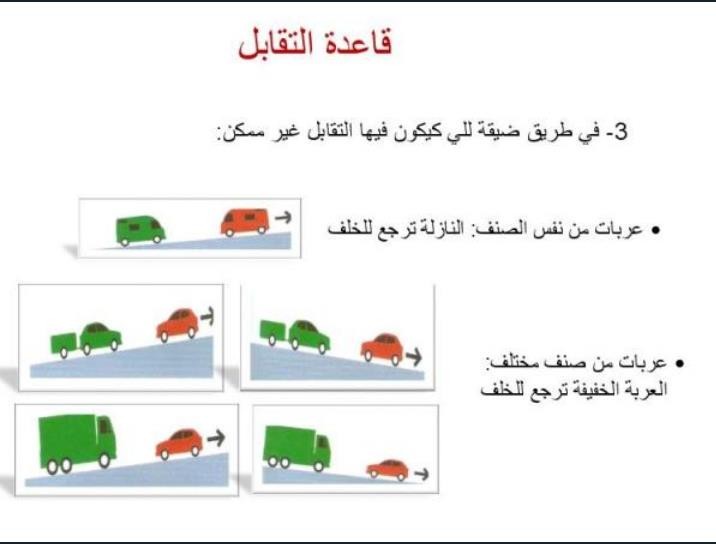 قاعدة التقابل
3- في طريق ضيقة للي كيكون فيها التقابل غير ممكن:
• عربات من نفس الصنف: النازلة ترجع للخلف
• عربات من صنف مختلف:
العربة الخفيفة ترجع للخلف